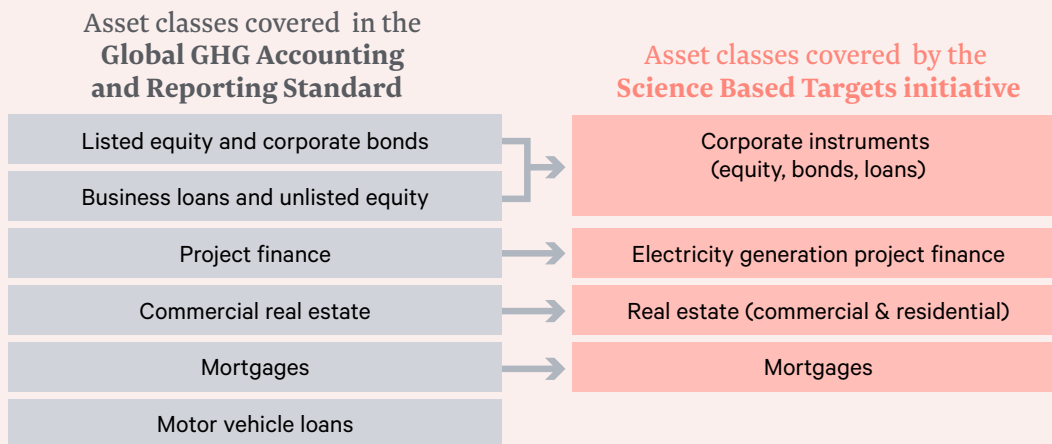 Asset classes covered in the
Global GHG Accounting
and Reporting Standard
Listed equity and corporate bonds
Business loans and unlisted equity
Project finance
Commercial real estate
Mortgages
Motor vehicle loans
Asset classes covered by the
Science Based Targets initiative
Corporate instruments
(equity, bonds, loans)
Electricity generation project finance
Real estate (commercial & residential)
Mortgages